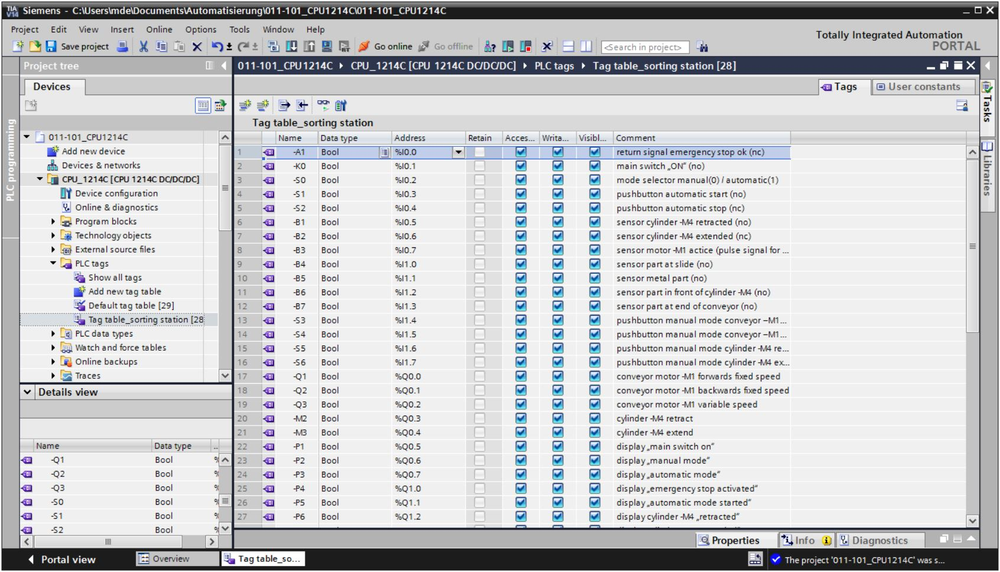 TIA V14 Siemens - C:\Users\mde\Documents\Automatisierung\011-101_CPU1214C\011-101_CPU1214C
Project Edit View Insert Online Options Tools Window Help
Totally Integrated Automation
PORTAL
Save project Go online Go offline <Search in project>
Project tree
011-101_CPU1214C CPU_1214C [CPU 1214C DC/DC/DC] PLC tags Tag table_sorting station [28]
Devices
Tags User constants
PLC programming
Tasks
Libraries
011-101_CPU1214C
Add new device
Devices & networks
CPU_1214C [CPU 1214C DC/DC/DC]
Device configuration
Online & diagnostics
Program blocks
Technology objects
External source files
PLC tags
Show all tags
Add new tag table
Default tag table [29]
Tag table_sorting station [28
PLC data types
Watch and force tables
Online backups
Traces
Details view
Name Data type ..
-Q1 Bool %
-Q2 Bool %
-Q3 Bool %
-S0 Bool %
-S1 Bool %
-S2 Bool %
Tag table_sorting station
Name Data type Address Retain Acces... Writa... Visibl... Comment
1 -A1 Bool %I0.0 return signal emergency stop ok (nc)
2 -K0 Bool %I0.1 main switch „ON“ (no)
3 -S0 Bool %I0.2 mode selector manual(0) / automatic(1)
4 -S1 Bool %I0.3 pushbutton automatic start (no)
5 -S2 Bool %I0.4 pushbutton automatic stop (nc)
6 -B1 Bool %I0.5 sensor cylinder -M4 retracted (no)
7 -B2 Bool %I0.6 sensor cylinder -M4 extended (nc)
8 -B3 Bool %I0.7 sensor motor -M1 actice (pulse signal for ...
9 -B4 Bool %I1.0 sensor part at slide (no)
10 -B5 Bool %I1.1 sensor metal part (no)
11 -B6 Bool %I1.2 sensor part in front of cylinder -M4 (no)
12 -B7 Bool %I1.3 sensor part at end of conveyor (no)
13 -S3 Bool %I1.4 pushbutton manual mode conveyor –M1...
14 -S4 Bool %I1.5 pushbutton manual mode conveyor –M1...
15 -S5 Bool %I1.6 pushbutton manual mode cylinder -M4 re...
16 -S6 Bool %I1.7 pushbutton manual mode cylinder -M4 ex...
17 -Q1 Bool %Q0.0 conveyor motor -M1 forwards fixed speed
18 -Q2 Bool %Q0.1 conveyor motor -M1 backwards fixed speed
19 -Q3 Bool %Q0.2 conveyor motor -M1 variable speed
20 -M2 Bool %Q0.3 cylinder -M4 retract
21 -M3 Bool %Q0.4 cylinder -M4 extend
22 -P1 Bool %Q0.5 display „main switch on“
23 -P2 Bool %Q0.6 display „manual mode“
24 -P3 Bool %Q0.7 display „automatic mode“
25 -P4 Bool %Q1.0 display „emergency stop activated“
26 -P5 Bool %Q1.1 display „automatic mode started“
27 -P6 Bool %Q1.2 display cylinder -M4 „retracted“
Properties Info Diagnostics
Portal view Overview Tag table_so... The project '011-101_CPU1214C' was s...